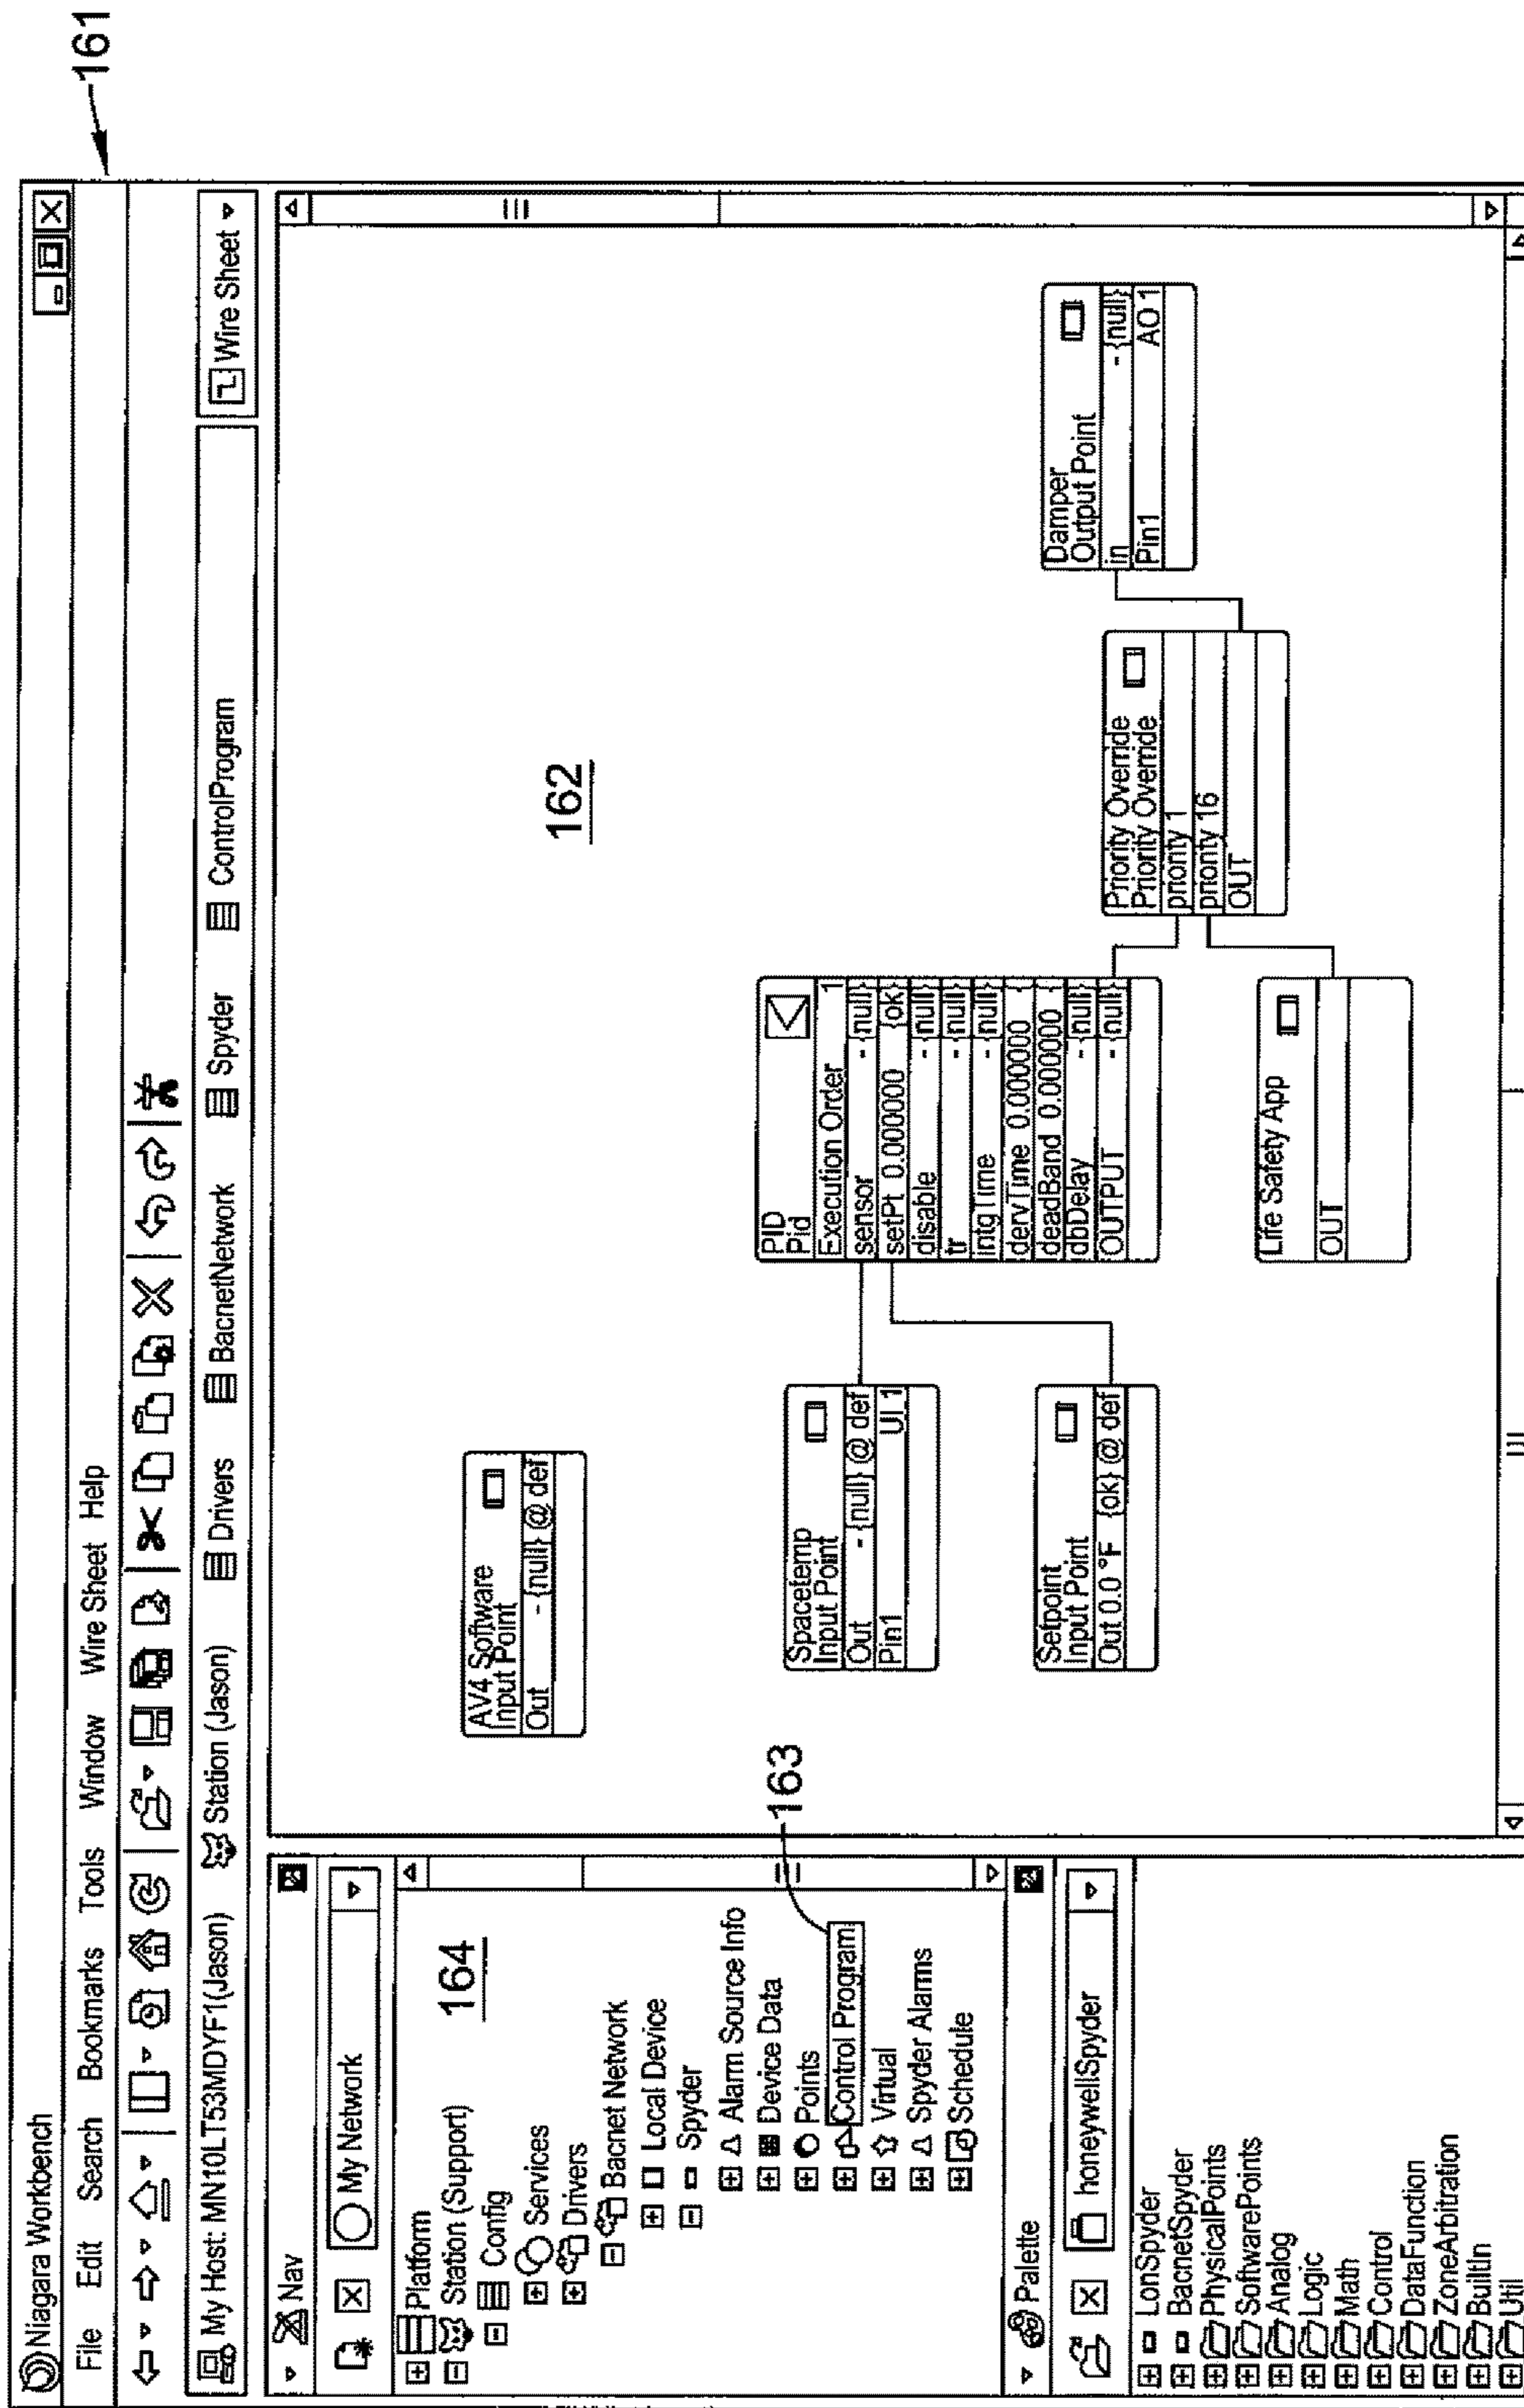 161
Niagara Workbench
File Edit Search Bookmarks Tools Window Wire Sheet Help
My Host: MN10LT53MDYF1(Jason) Station (Jason) Drivers BacnetNetwork Spyder ControlProgram Wire Sheet
Nav
My Network
164
Platform
Station (Support)
Config
Services
Drivers
Bacnet Network
Local Device
Spyder
Alarm Source Info
Device Data
Points
Control Program
Virtual
Spyder Alarms
Schedule
163
Palette
honeywellSpyder
LonSpyder
BacnetSpyder
PhysicalPoints
SoftwarePoints
Analog
Logic
Math
Control
DataFunction
ZoneArbitration
BuiltIn
Util
162
AV4 Software
Input Point
Out - {null} @ def
Spacetemp
Input Point
Out - {null} @ def
Pin1 UI 1
Setpoint
Input Point
Out 0.0 °F {ok} @ def
PID
Pid
Execution Order 1
sensor - {null}
setPt 0.000000 {ok}
disable - {null}
tr - {null}
intgTime - {null}
dervTime 0.000000 {
deadBand 0.000000 {
dbDelay - {null}
OUTPUT - {null}
Life Safety App
OUT
Priority Override
Priority Override
priority 1
priority 16
OUT
Damper
Output Point
in - {null}
Pin1 AO 1